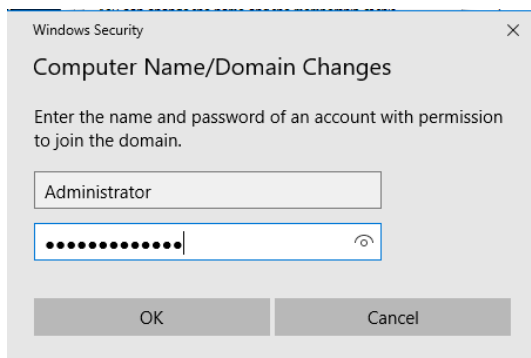 Windows Security
Computer Name/Domain Changes
Enter the name and password of an account with permission
to join the domain.
Administrator
•••••••••••••
OK
Cancel